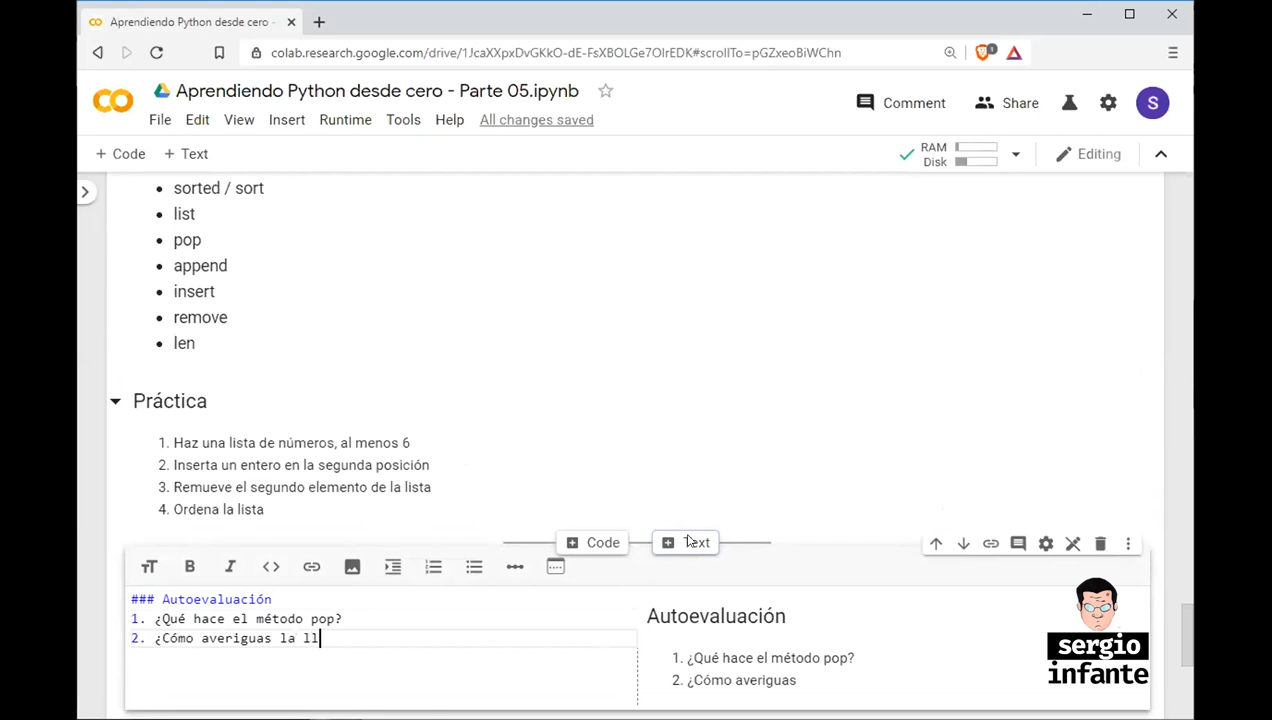 Aprendiendo Python desde cero -
colab.research.google.com/drive/1JcaXXpxDvGKkO-dE-FsXBOLGe7OlrEDK#scrollTo=pGZxeoBiWChn
1
CO
Aprendiendo Python desde cero - Parte 05.ipynb
Comment
Share
S
File Edit View Insert Runtime Tools Help All changes saved
+ Code + Text
RAM
Disk
Editing
sorted / sort
list
pop
append
insert
remove
len
Práctica
1. Haz una lista de números, al menos 6
2. Inserta un entero en la segunda posición
3. Remueve el segundo elemento de la lista
4. Ordena la lista
Code Text
### Autoevaluación
1. ¿Qué hace el método pop?
2. ¿Cómo averiguas la ll
Autoevaluación
1. ¿Qué hace el método pop?
2. ¿Cómo averiguas
sergio
infante